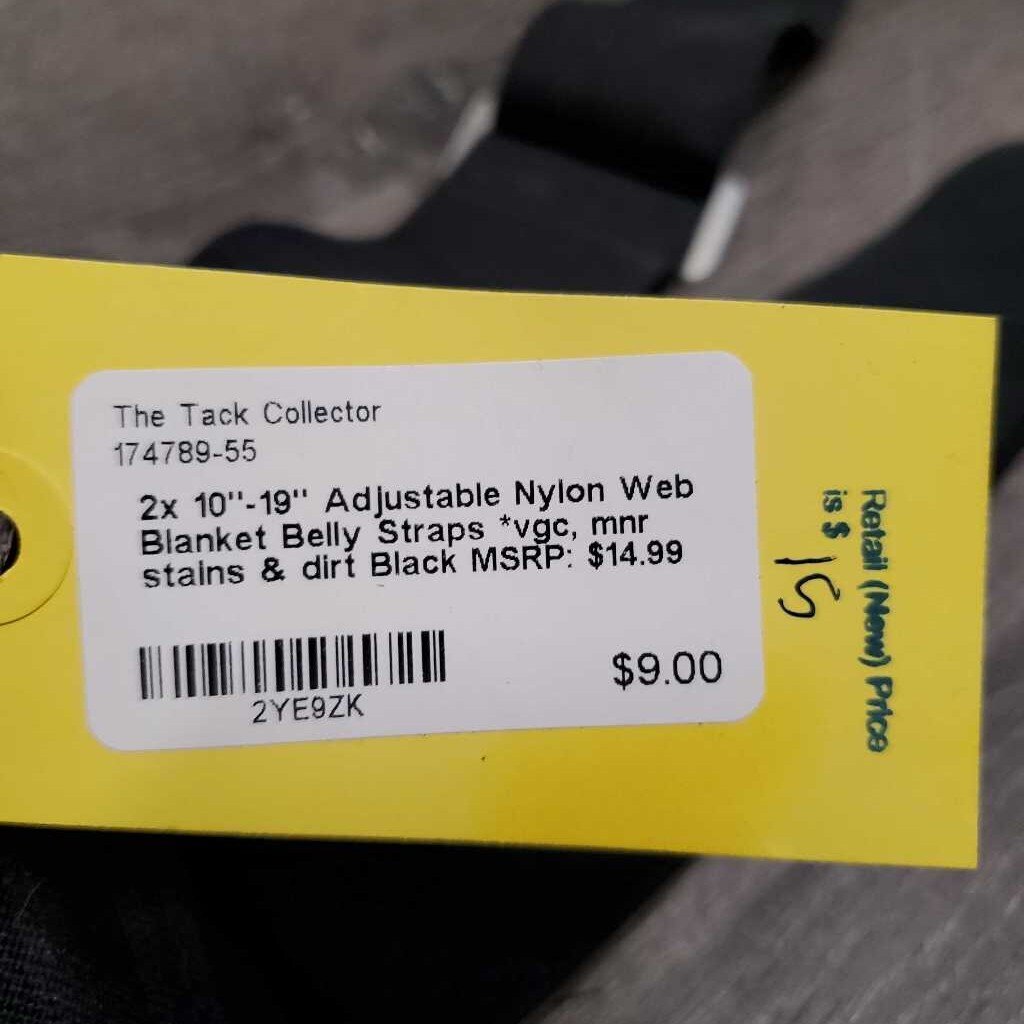 The Tack Collector
174789-55
2x 10"-19" Adjustable Nylon Web
Blanket Belly Straps *vgc, mnr
stains & dirt Black MSRP: $14.99
2YE9ZK
$9.00
Retail (New) Price
is $ 15